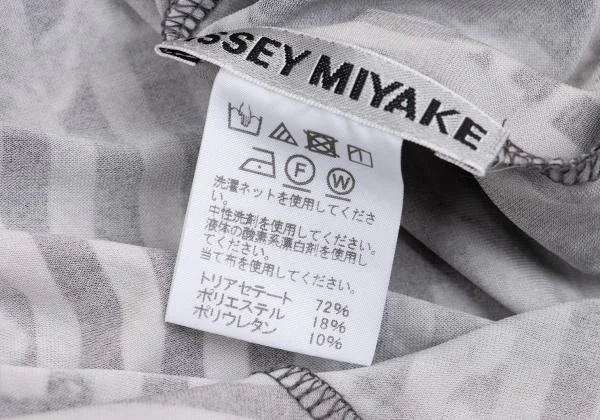 ISSEY MIYAKE
F
W
洗濯ネットを使用してくださ
い。
中性洗剤を使用してください。
液体の酸素系漂白剤を使用してください。
当て布を使用してください。
トリアセテート 72%
ポリエステル 18%
ポリウレタン 10%